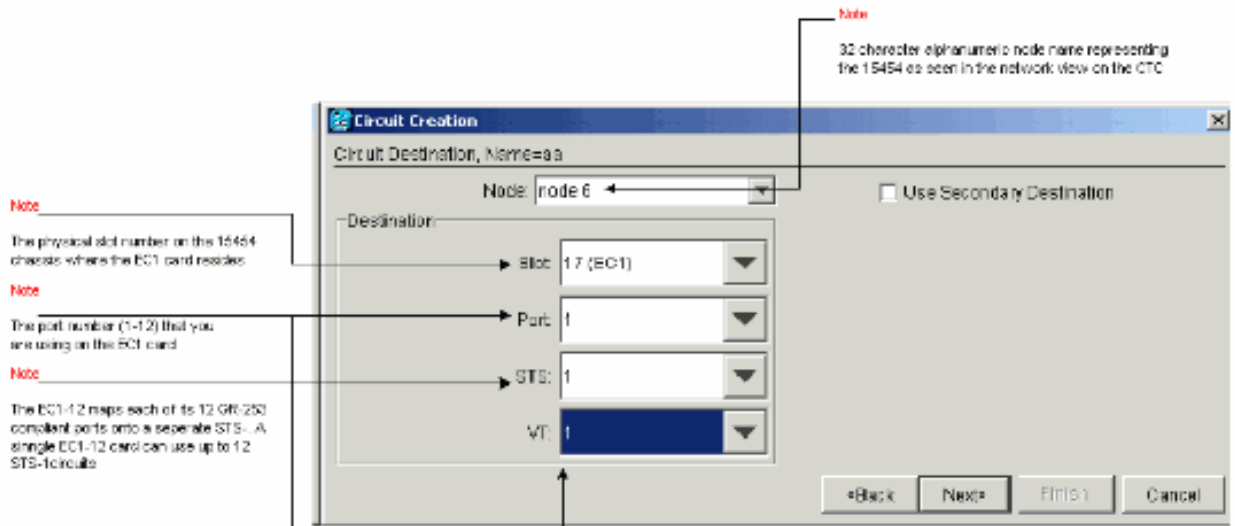 Note
32 character alphanumeric node name representing
the 15454 as seen in the network view on the CTC
Circuit Creation
Circuit Destination, Name=aa
Node: node 6
Use Secondary Destination
Destination
Note
The physical slot number on the 15454
chassis where the EC1 card resides
Slot: 17 (EC1)
Note
The port number (1-12) that you
are using on the EC1 card
Port: 1
Note
The EC1-12 maps each of its 12 GR-253
compliant ports onto a seperate STS-. A
sinngle EC1-12 card can use up to 12
STS-1circuits
STS: 1
VT: 1
<Back
Next>
Finish
Cancel